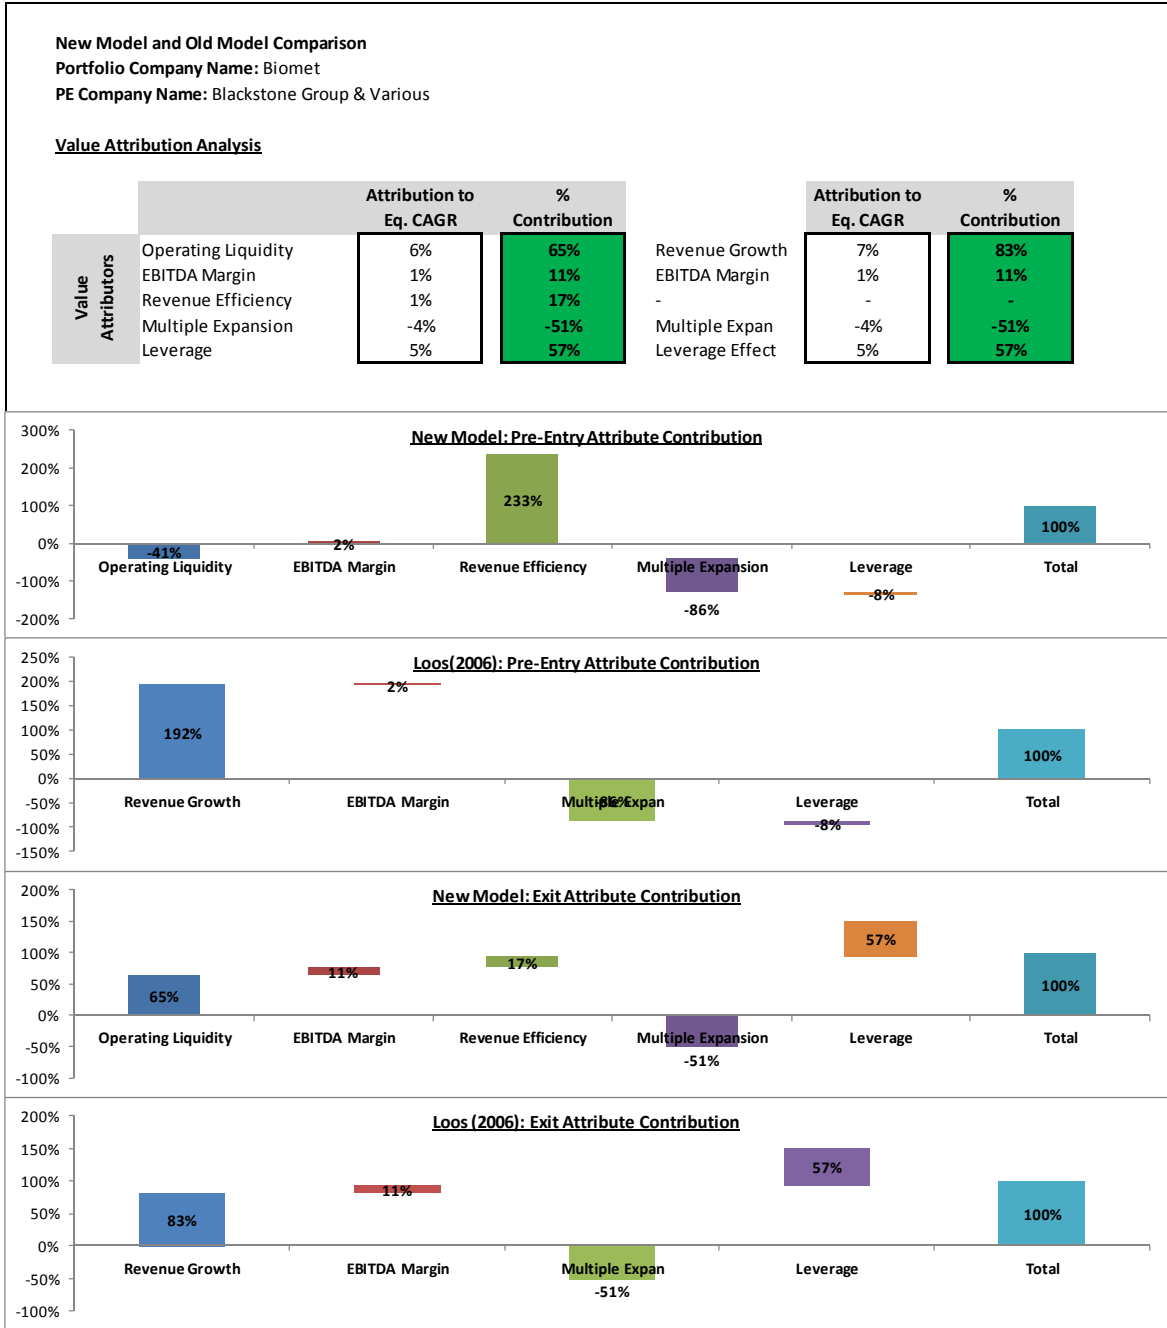 New Model and Old Model Comparison
Portfolio Company Name: Biomet
PE Company Name: Blackstone Group & Various
Value Attribution Analysis
Attribution to % Attribution to %
Eq. CAGR Contribution Eq. CAGR Contribution
Value Attributors
Operating Liquidity 6% 65% Revenue Growth 7% 83%
EBITDA Margin 1% 11% EBITDA Margin 1% 11%
Revenue Efficiency 1% 17% - - -
Multiple Expansion -4% -51% Multiple Expan -4% -51%
Leverage 5% 57% Leverage Effect 5% 57%
New Model: Pre-Entry Attribute Contribution
300%
200%
100%
0%
-100%
-200%
-41% 2% 233% -86% -8% 100%
Operating Liquidity EBITDA Margin Revenue Efficiency Multiple Expansion Leverage Total
Loos(2006): Pre-Entry Attribute Contribution
250%
200%
150%
100%
50%
0%
-50%
-100%
-150%
192% 2% -86% -8% 100%
Revenue Growth EBITDA Margin Multiple Expan Leverage Total
New Model: Exit Attribute Contribution
200%
150%
100%
50%
0%
-50%
-100%
65% 11% 17% -51% 57% 100%
Operating Liquidity EBITDA Margin Revenue Efficiency Multiple Expansion Leverage Total
Loos (2006): Exit Attribute Contribution
200%
150%
100%
50%
0%
-50%
-100%
83% 11% -51% 57% 100%
Revenue Growth EBITDA Margin Multiple Expan Leverage Total